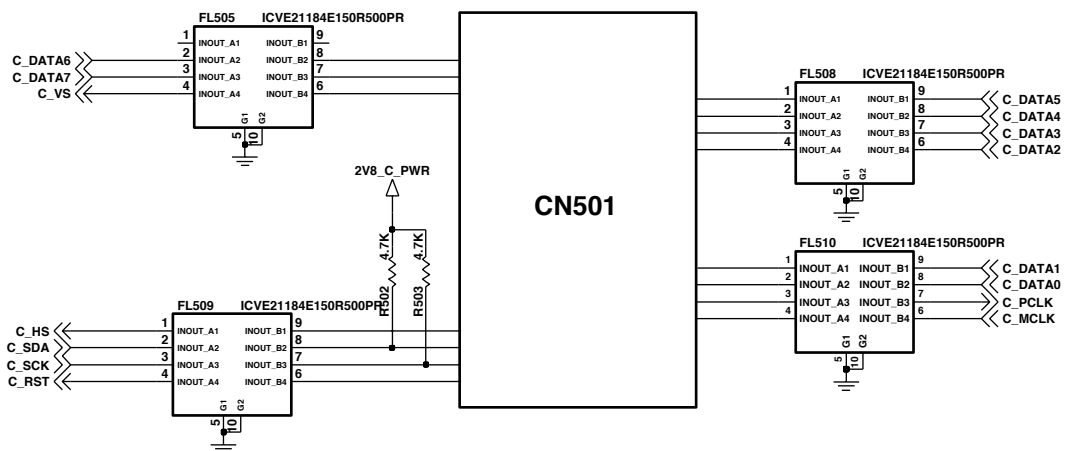 FL505 ICVE21184E150R500PR
1 INOUT_A1 INOUT_B1 9
C_DATA6 2 INOUT_A2 INOUT_B2 8
C_DATA7 3 INOUT_A3 INOUT_B3 7
C_VS 4 INOUT_A4 INOUT_B4 6
G1 G2
5 10
2V8_C_PWR
4.7K 4.7K
R502 R503
FL509 ICVE21184E150R500PR
C_HS 1 INOUT_A1 INOUT_B1 9
C_SDA 2 INOUT_A2 INOUT_B2 8
C_SCK 3 INOUT_A3 INOUT_B3 7
C_RST 4 INOUT_A4 INOUT_B4 6
G1 G2
5 10
CN501
FL508 ICVE21184E150R500PR
1 INOUT_A1 INOUT_B1 9 C_DATA5
2 INOUT_A2 INOUT_B2 8 C_DATA4
3 INOUT_A3 INOUT_B3 7 C_DATA3
4 INOUT_A4 INOUT_B4 6 C_DATA2
G1 G2
5 10
FL510 ICVE21184E150R500PR
1 INOUT_A1 INOUT_B1 9 C_DATA1
2 INOUT_A2 INOUT_B2 8 C_DATA0
3 INOUT_A3 INOUT_B3 7 C_PCLK
4 INOUT_A4 INOUT_B4 6 C_MCLK
G1 G2
5 10